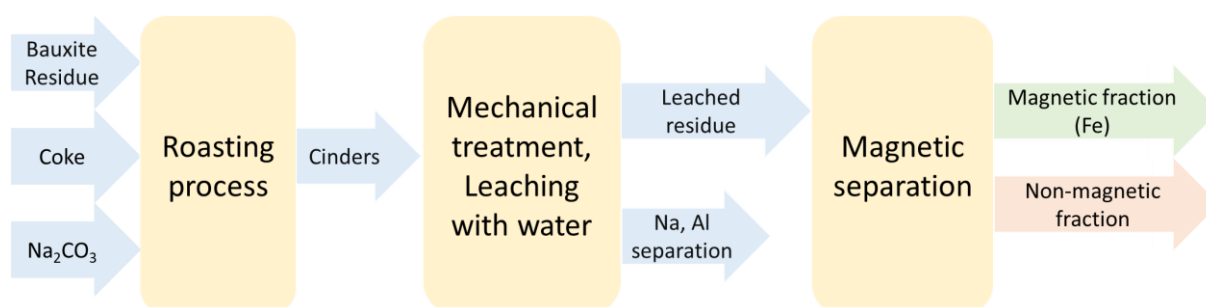 Bauxite
Residue
Coke
Na₂CO₃
Roasting
process
Cinders
Mechanical
treatment,
Leaching
with water
Leached
residue
Na, Al
separation
Magnetic
separation
Magnetic fraction
(Fe)
Non-magnetic
fraction